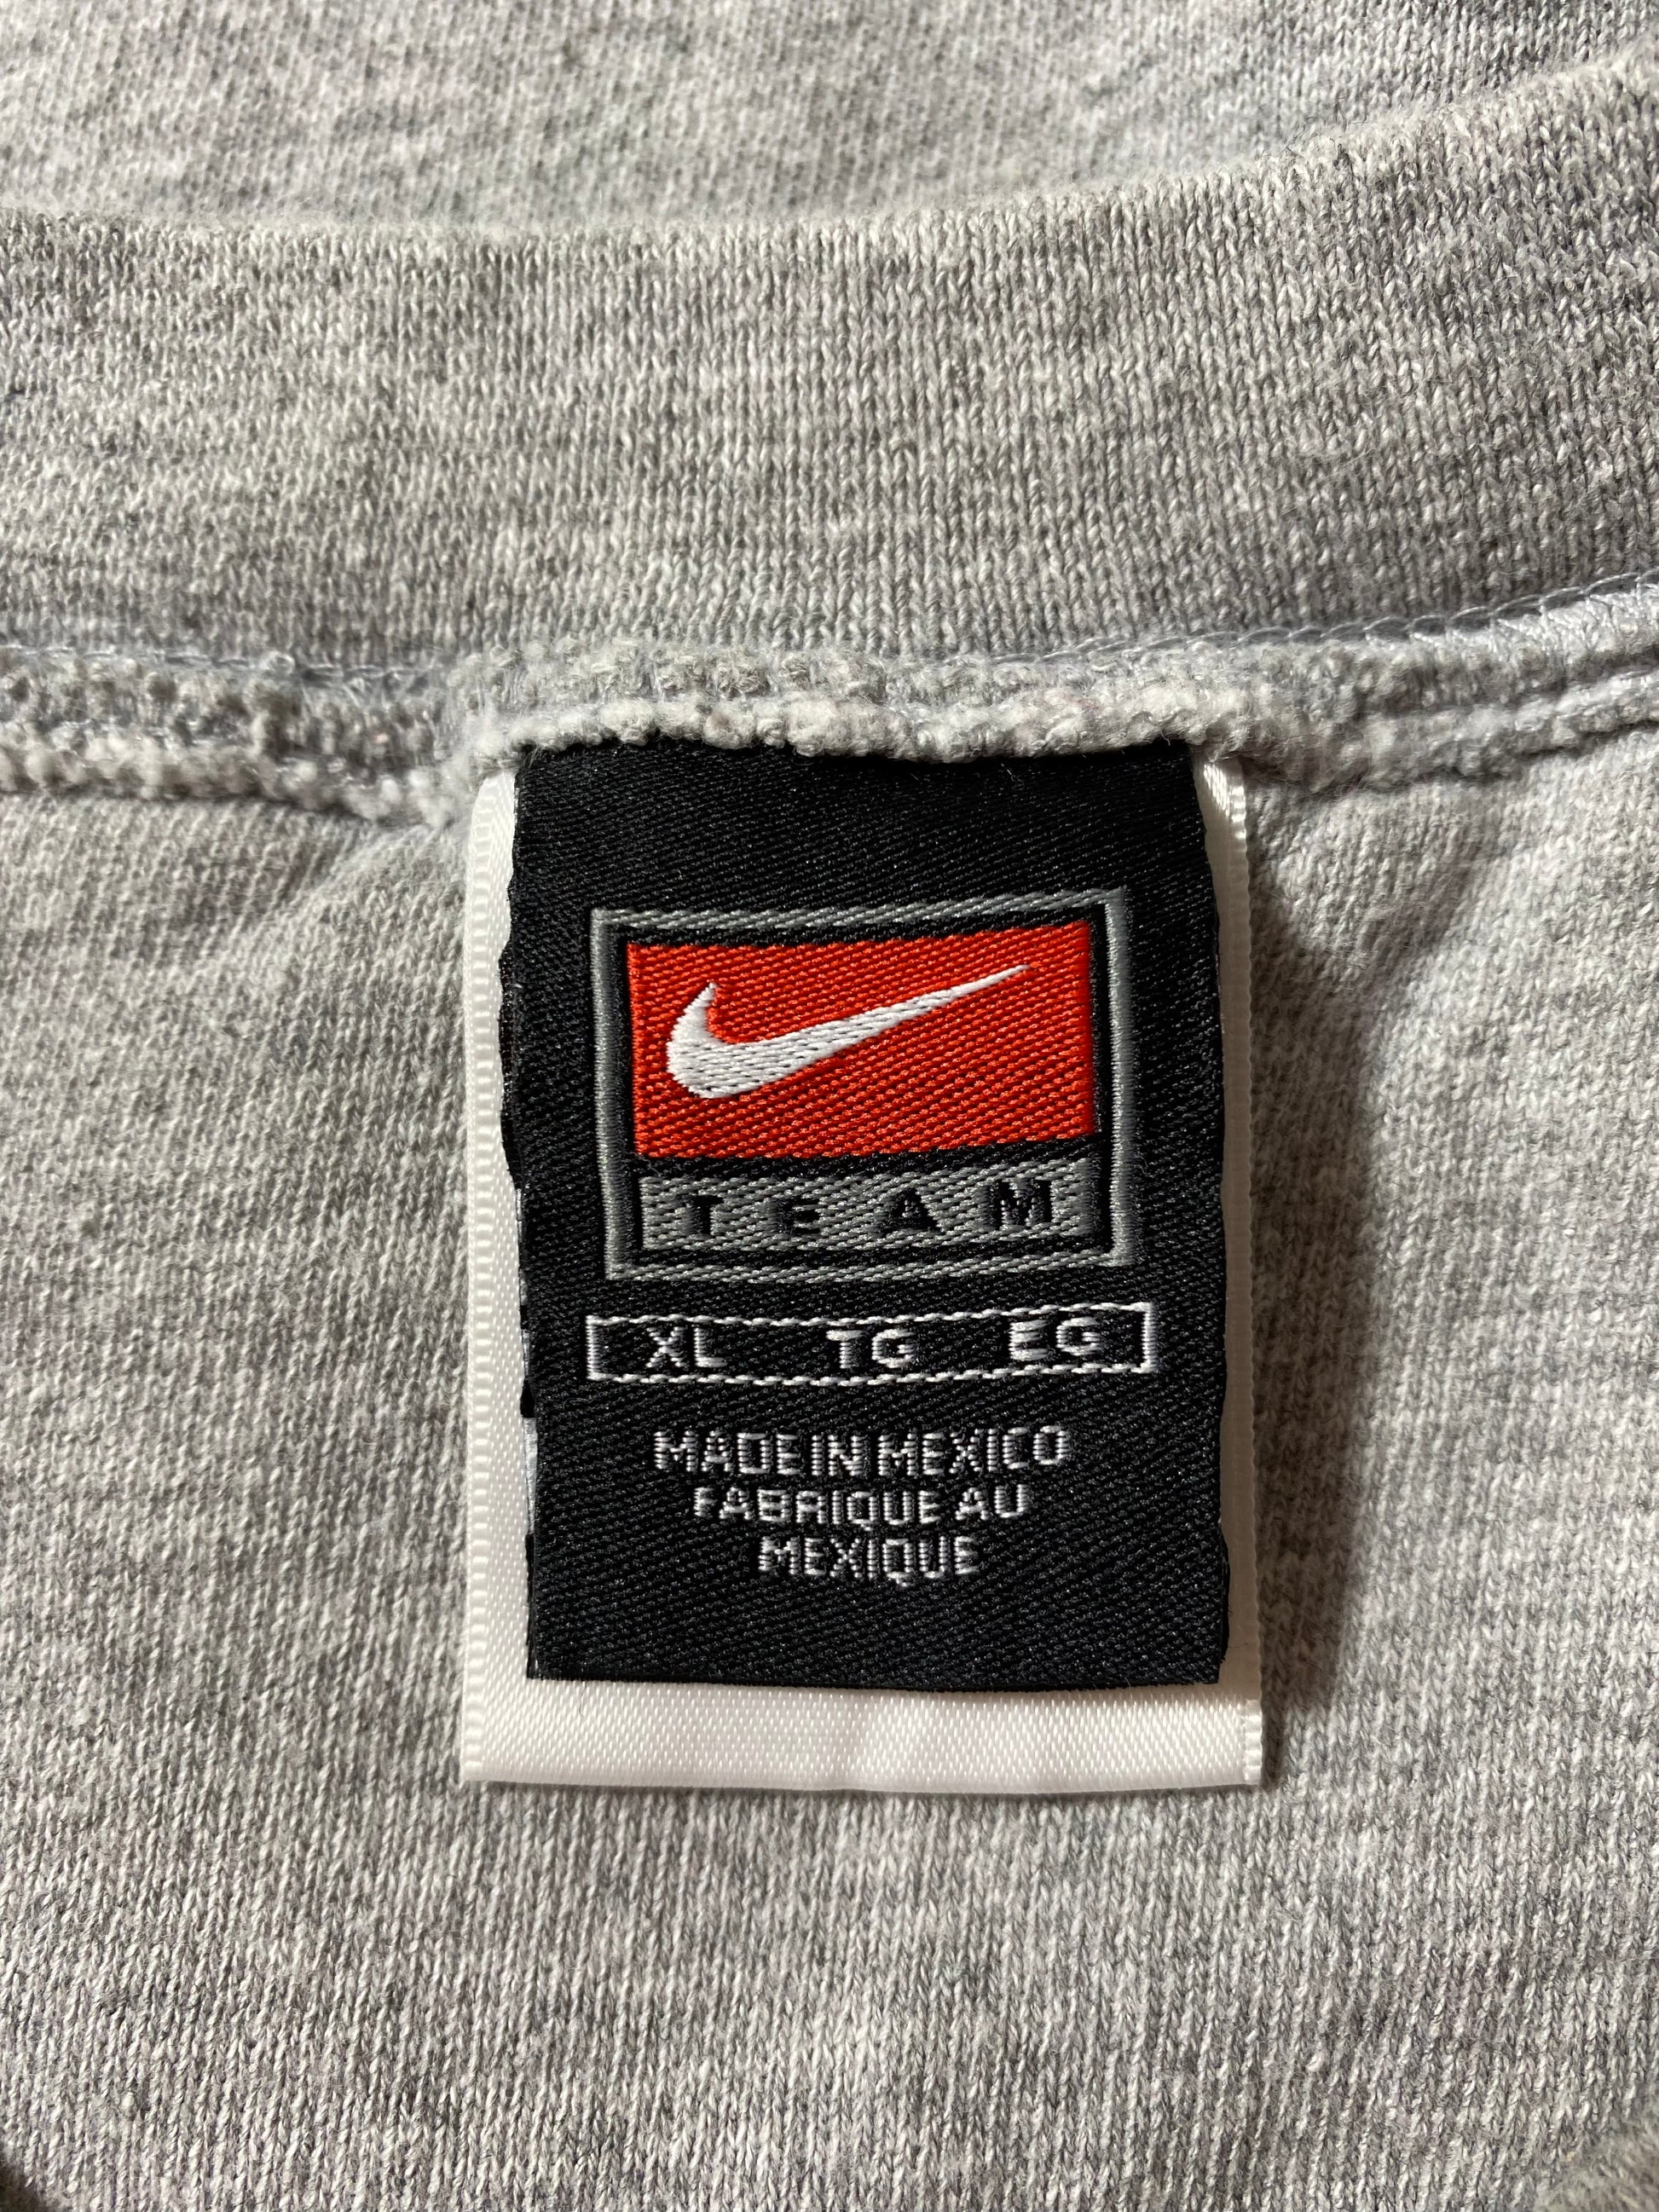 TEAM
XL TG EG
MADE IN MEXICO
FABRIQUE AU
MEXIQUE